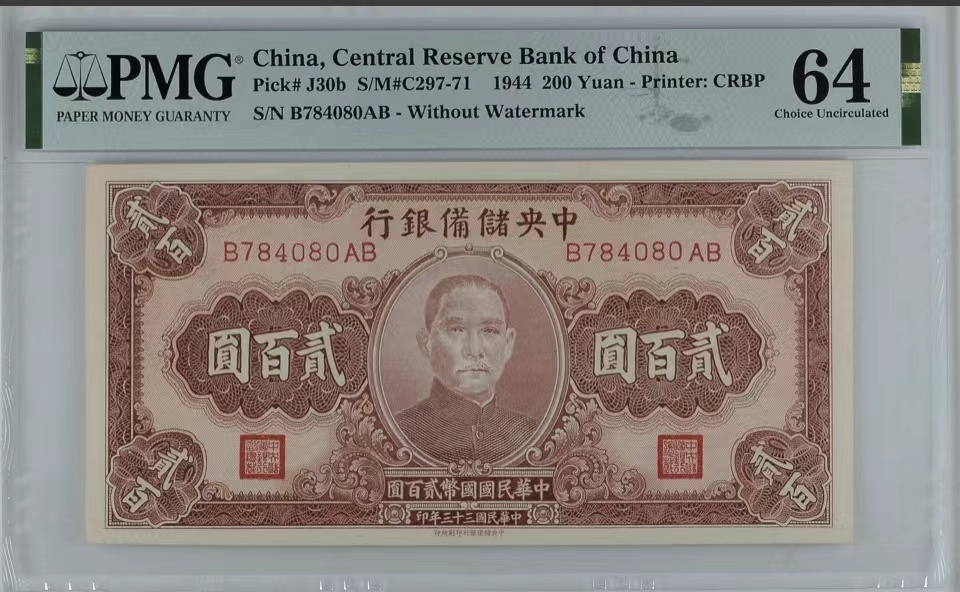 PMG®
PAPER MONEY GUARANTY
China, Central Reserve Bank of China
Pick# J30b S/M#C297-71 1944 200 Yuan - Printer: CRBP
S/N B784080AB - Without Watermark
64
Choice Uncirculated
行銀備儲央中
貳百
貳百
B784080AB
B784080AB
圓百貳
圓百貳
貳百
貳百
圓百貳幣國國民華中
印年三十三國民華中